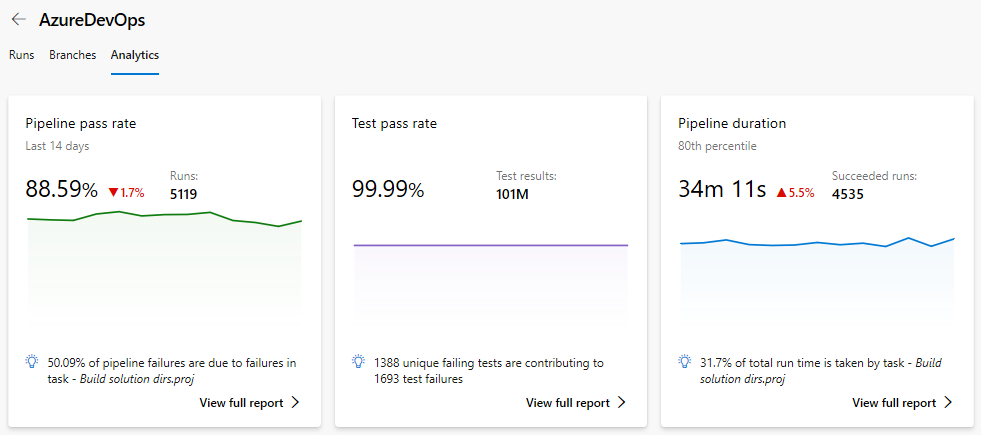 AzureDevOps
Runs Branches Analytics
Pipeline pass rate
Last 14 days
88.59% ▼1.7%
Runs:
5119
50.09% of pipeline failures are due to failures in
task - Build solution dirs.proj
View full report
Test pass rate
99.99%
Test results:
101M
1388 unique failing tests are contributing to
1693 test failures
View full report
Pipeline duration
80th percentile
34m 11s ▲5.5%
Succeeded runs:
4535
31.7% of total run time is taken by task - Build
solution dirs.proj
View full report